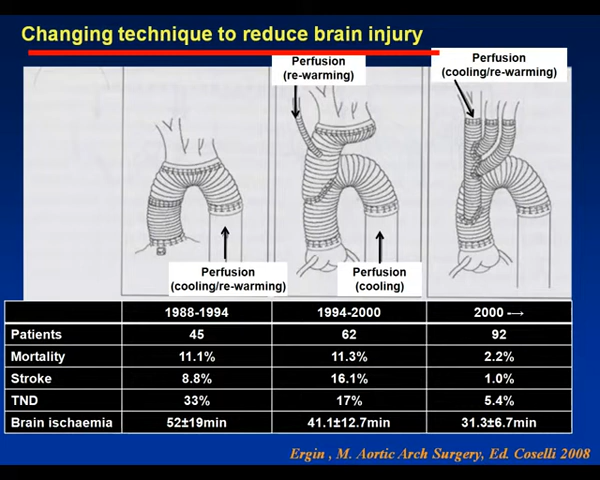 Changing technique to reduce brain injury
Perfusion
(re-warming)
Perfusion
(cooling/re-warming)
Perfusion
(cooling/re-warming)
Perfusion
(cooling)
1988-1994 1994-2000 2000 -→
Patients 45 62 92
Mortality 11.1% 11.3% 2.2%
Stroke 8.8% 16.1% 1.0%
TND 33% 17% 5.4%
Brain ischaemia 52±19min 41.1±12.7min 31.3±6.7min
Ergin , M. Aortic Arch Surgery, Ed. Coselli 2008